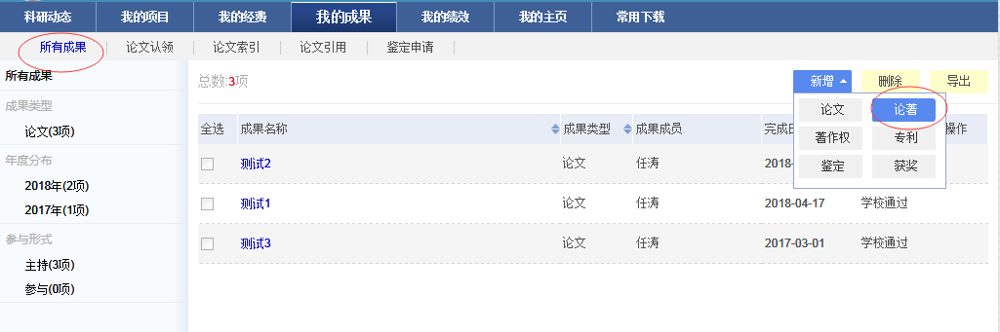 科研动态 我的项目 我的经费 我的成果 我的绩效 我的主页 常用下载
所有成果 论文认领 论文索引 论文引用 鉴定申请
所有成果
成果类型
论文(3项)
年度分布
2018年(2项)
2017年(1项)
参与形式
主持(3项)
参与(0项)
总数:3项
新增 删除 导出
论文 论著
著作权 专利
鉴定 获奖
全选 成果名称 成果类型 成果成员 完成日 操作
测试2 论文 任涛 2018-
测试1 论文 任涛 2018-04-17 学校通过
测试3 论文 任涛 2017-03-01 学校通过